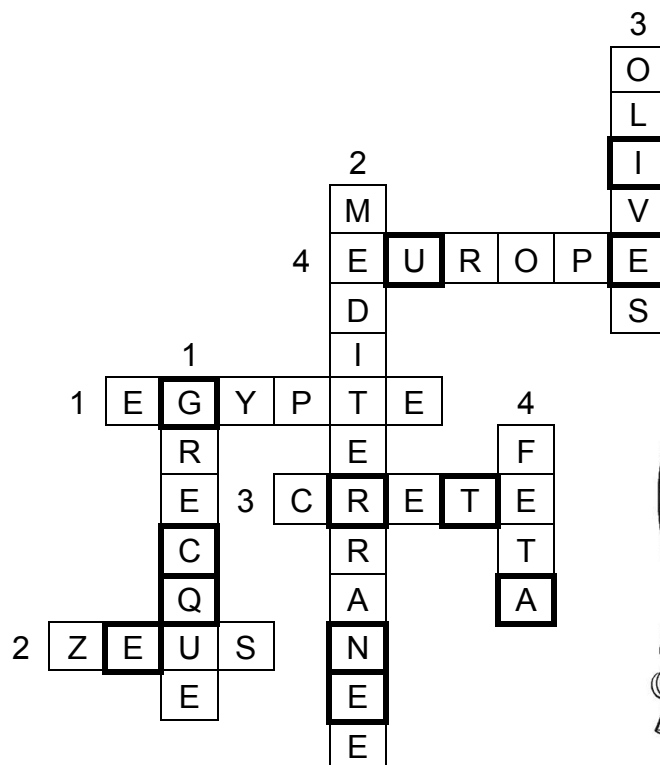 3
O
L
I
2
M V
4 E U R O P E
D S
1 I
1 E G Y P T E 4
R E F
E 3 C R E T E
C R T
Q A A
2 Z E U S N
E E
E